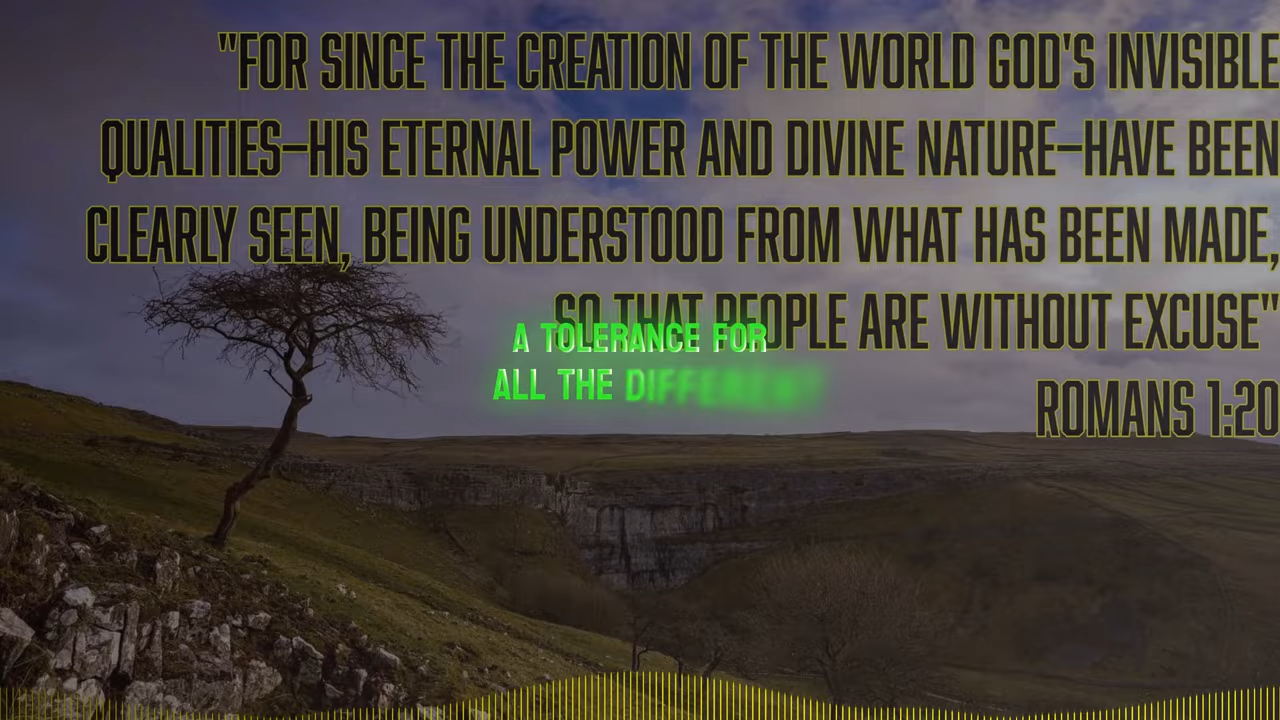 "FOR SINCE THE CREATION OF THE WORLD GOD'S INVISIBLE
QUALITIES—HIS ETERNAL POWER AND DIVINE NATURE—HAVE BEEN
CLEARLY SEEN, BEING UNDERSTOOD FROM WHAT HAS BEEN MADE,
SO THAT PEOPLE ARE WITHOUT EXCUSE"
ROMANS 1:20
A TOLERANCE FOR
ALL THE DIFFERENT